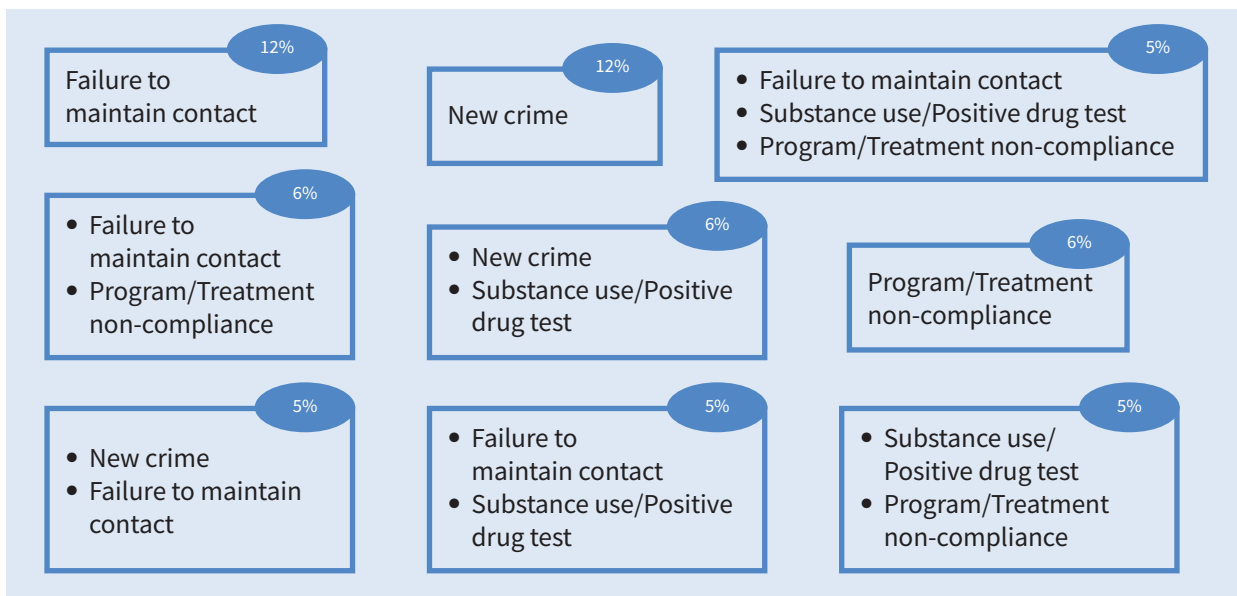 12%
Failure to
maintain contact
12%
New crime
5%
• Failure to maintain contact
• Substance use/Positive drug test
• Program/Treatment non-compliance
6%
• Failure to
maintain contact
• Program/Treatment
non-compliance
6%
• New crime
• Substance use/Positive
drug test
6%
Program/Treatment
non-compliance
5%
• New crime
• Failure to maintain
contact
5%
• Failure to
maintain contact
• Substance use/Positive
drug test
5%
• Substance use/
Positive drug test
• Program/Treatment
non-compliance